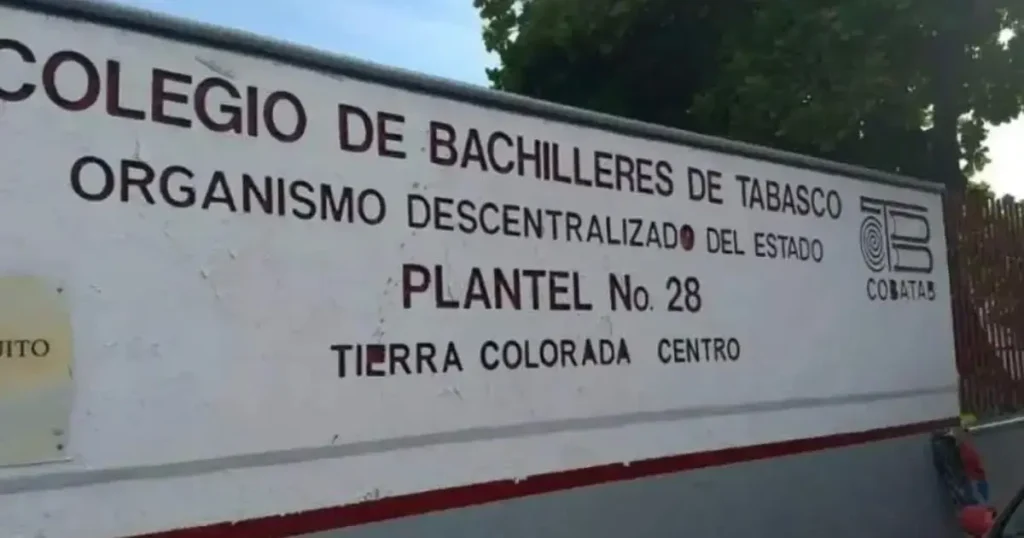 COLEGIO DE BACHILLERES DE TABASCO
ORGANISMO DESCENTRALIZADO DEL ESTADO
PLANTEL No. 28
TIERRA COLORADA CENTRO
COBATAB